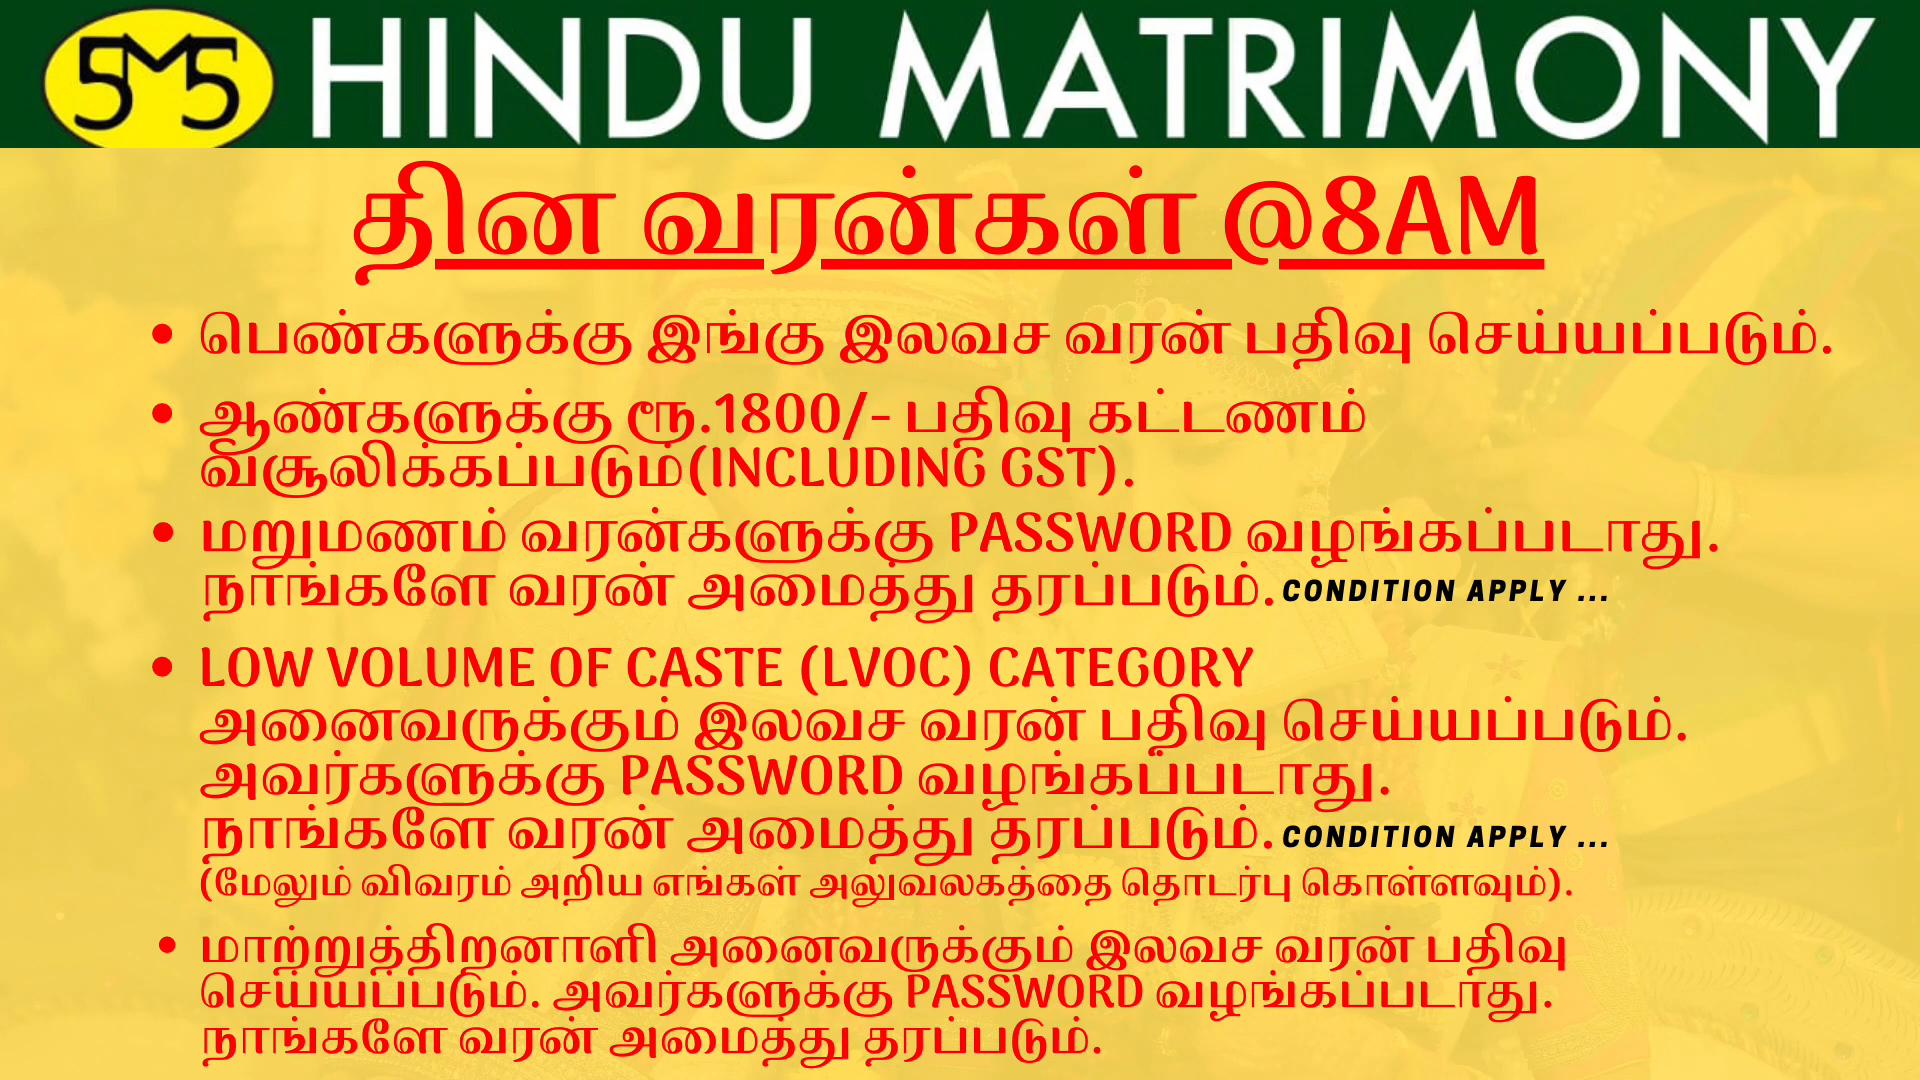 5M5 HINDU MATRIMONY
தின வரன்கள் @8AM
• பெண்களுக்கு இங்கு இலவச வரன் பதிவு செய்யப்படும்.
• ஆண்களுக்கு ரூ.1800/- பதிவு கட்டணம்
வசூலிக்கப்படும்(INCLUDING GST).
• மறுமணம் வரன்களுக்கு PASSWORD வழங்கப்படாது.
நாங்களே வரன் அமைத்து தரப்படும். CONDITION APPLY ...
• LOW VOLUME OF CASTE (LVOC) CATEGORY
அனைவருக்கும் இலவச வரன் பதிவு செய்யப்படும்.
அவர்களுக்கு PASSWORD வழங்கப்படாது.
நாங்களே வரன் அமைத்து தரப்படும். CONDITION APPLY ...
(மேலும் விவரம் அறிய எங்கள் அலுவலகத்தை தொடர்பு கொள்ளவும்).
• மாற்றுத்திறனாளி அனைவருக்கும் இலவச வரன் பதிவு
செய்யப்படும். அவர்களுக்கு PASSWORD வழங்கப்படாது.
நாங்களே வரன் அமைத்து தரப்படும்.